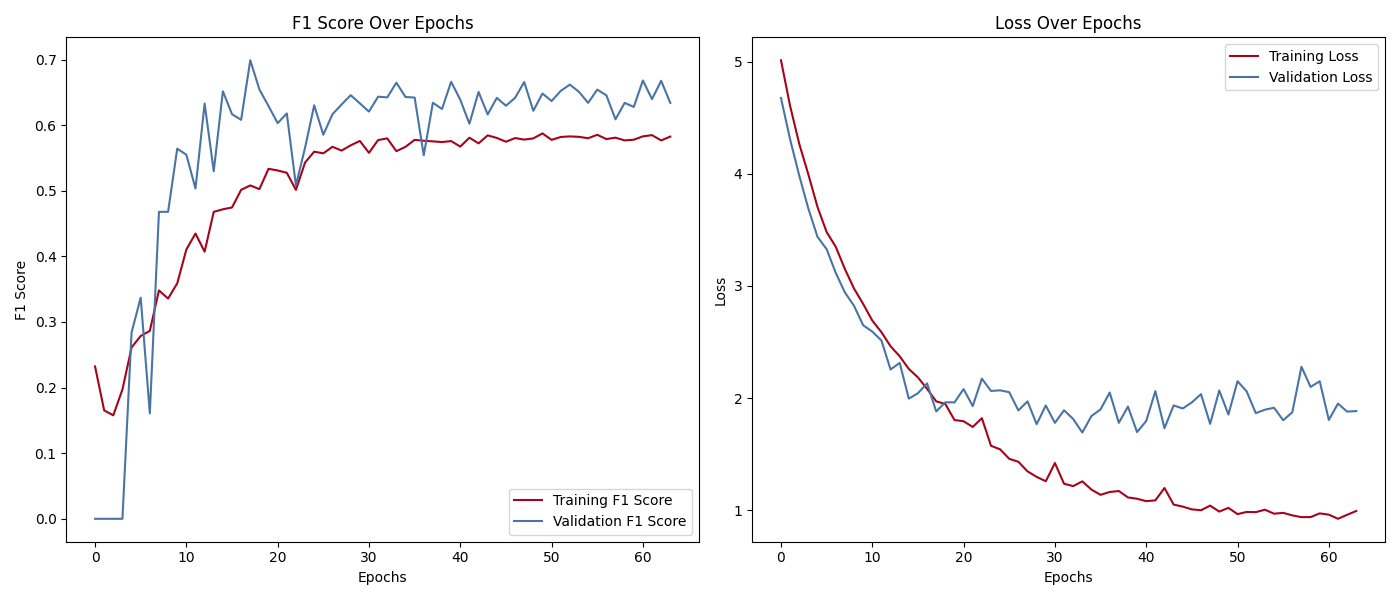 F1 Score Over Epochs
F1 Score
0.7
0.6
0.5
0.4
0.3
0.2
0.1
0.0
0 10 20 30 40 50 60
Epochs
Training F1 Score
Validation F1 Score
Loss Over Epochs
Loss
5
4
3
2
1
0 10 20 30 40 50 60
Epochs
Training Loss
Validation Loss